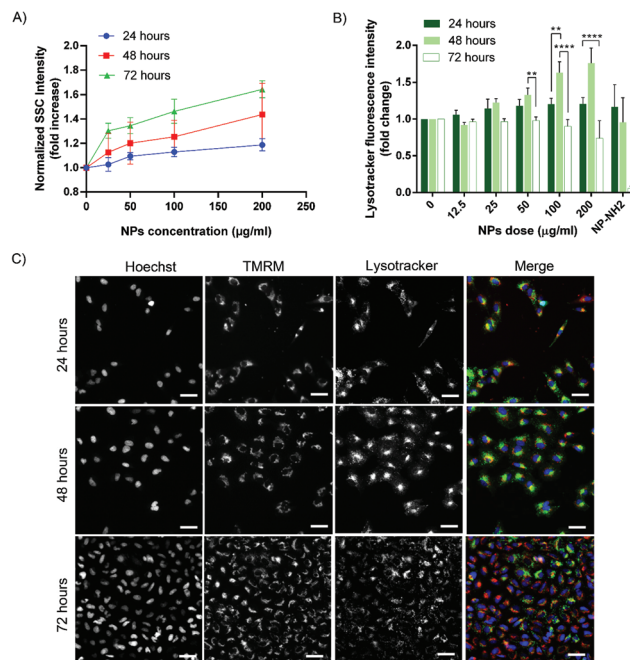 A)
24 hours
48 hours
72 hours
Normalized SSC Intensity
(fold increase)
2.0
1.8
1.6
1.4
1.2
1.0
0.8
0 50 100 150 200 250
NPs concentration (µg/ml)
B)
24 hours
48 hours
72 hours
Lysotracker fluorescence intensity
(fold change)
2.0
1.5
1.0
0.5
0.0
**
**
****
****
0 12.5 25 50 100 200 NP-NH2
NPs dose (µg/ml)
C)
Hoechst TMRM Lysotracker Merge
24 hours
48 hours
72 hours